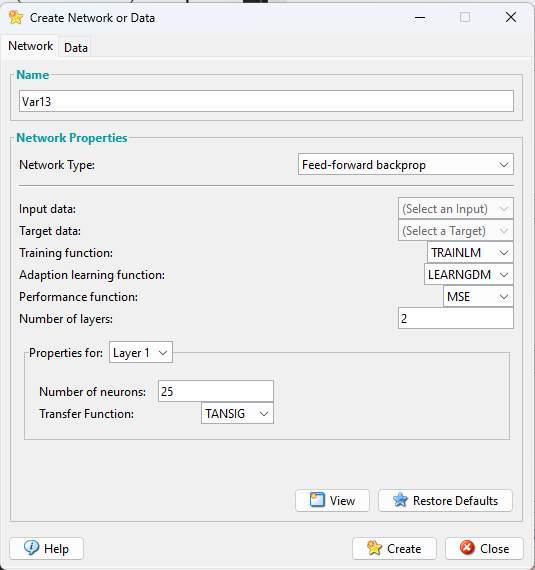 Create Network or Data
Network Data
Name
Var13
Network Properties
Network Type: Feed-forward backprop
Input data: (Select an Input)
Target data: (Select a Target)
Training function: TRAINLM
Adaption learning function: LEARNGDM
Performance function: MSE
Number of layers: 2
Properties for: Layer 1
Number of neurons: 25
Transfer Function: TANSIG
View Restore Defaults
Help Create Close